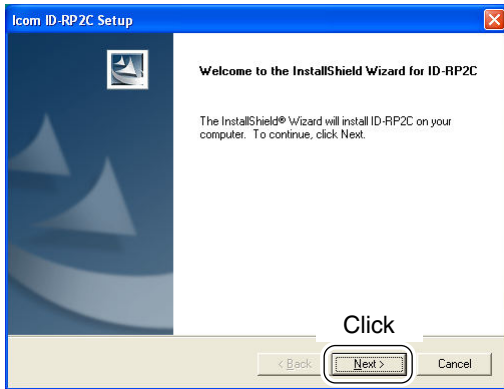 Icom ID-RP2C Setup
Welcome to the InstallShield Wizard for ID-RP2C
The InstallShield® Wizard will install ID-RP2C on your
computer. To continue, click Next.
Click
< Back
Next >
Cancel